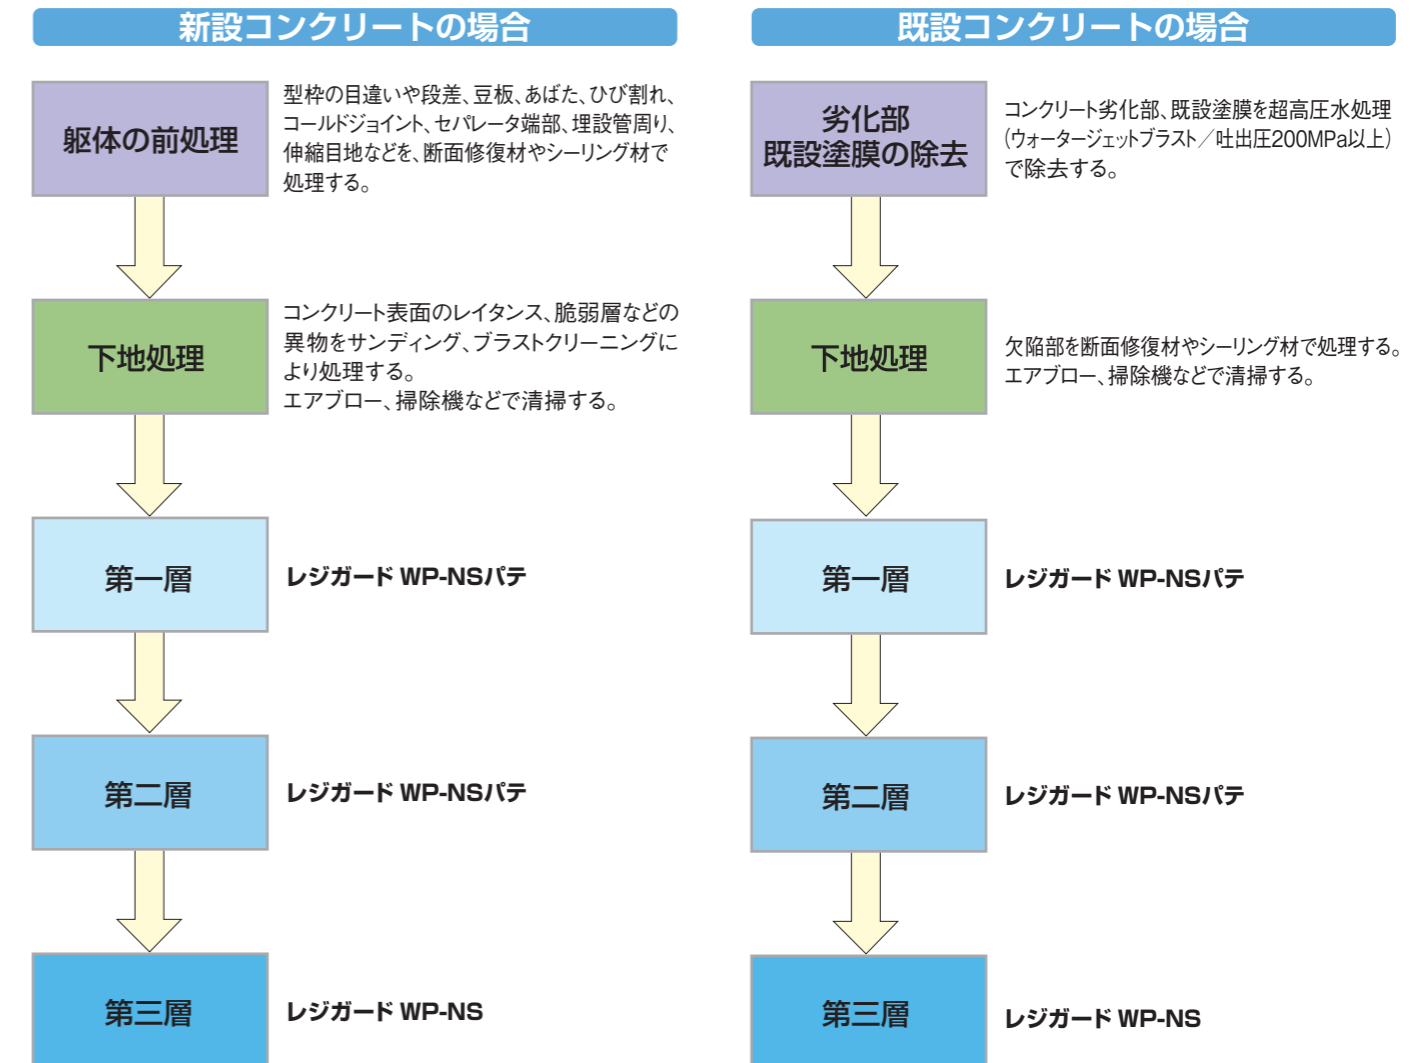 新設コンクリートの場合
躯体の前処理
型枠の目違いや段差、豆板、あばた、ひび割れ、
コールドジョイント、セパレータ端部、埋設管周り、
伸縮目地などを、断面修復材やシーリング材で
処理する。
下地処理
コンクリート表面のレイタンス、脆弱層などの
異物をサンディング、ブラストクリーニングに
より処理する。
エアブロー、掃除機などで清掃する。
第一層
レジガード WP-NSパテ
第二層
レジガード WP-NSパテ
第三層
レジガード WP-NS
既設コンクリートの場合
劣化部
既設塗膜の除去
コンクリート劣化部、既設塗膜を超高圧水処理
(ウォータージェットブラスト／吐出圧200MPa以上)
で除去する。
下地処理
欠陥部を断面修復材やシーリング材で処理する。
エアブロー、掃除機などで清掃する。
第一層
レジガード WP-NSパテ
第二層
レジガード WP-NSパテ
第三層
レジガード WP-NS